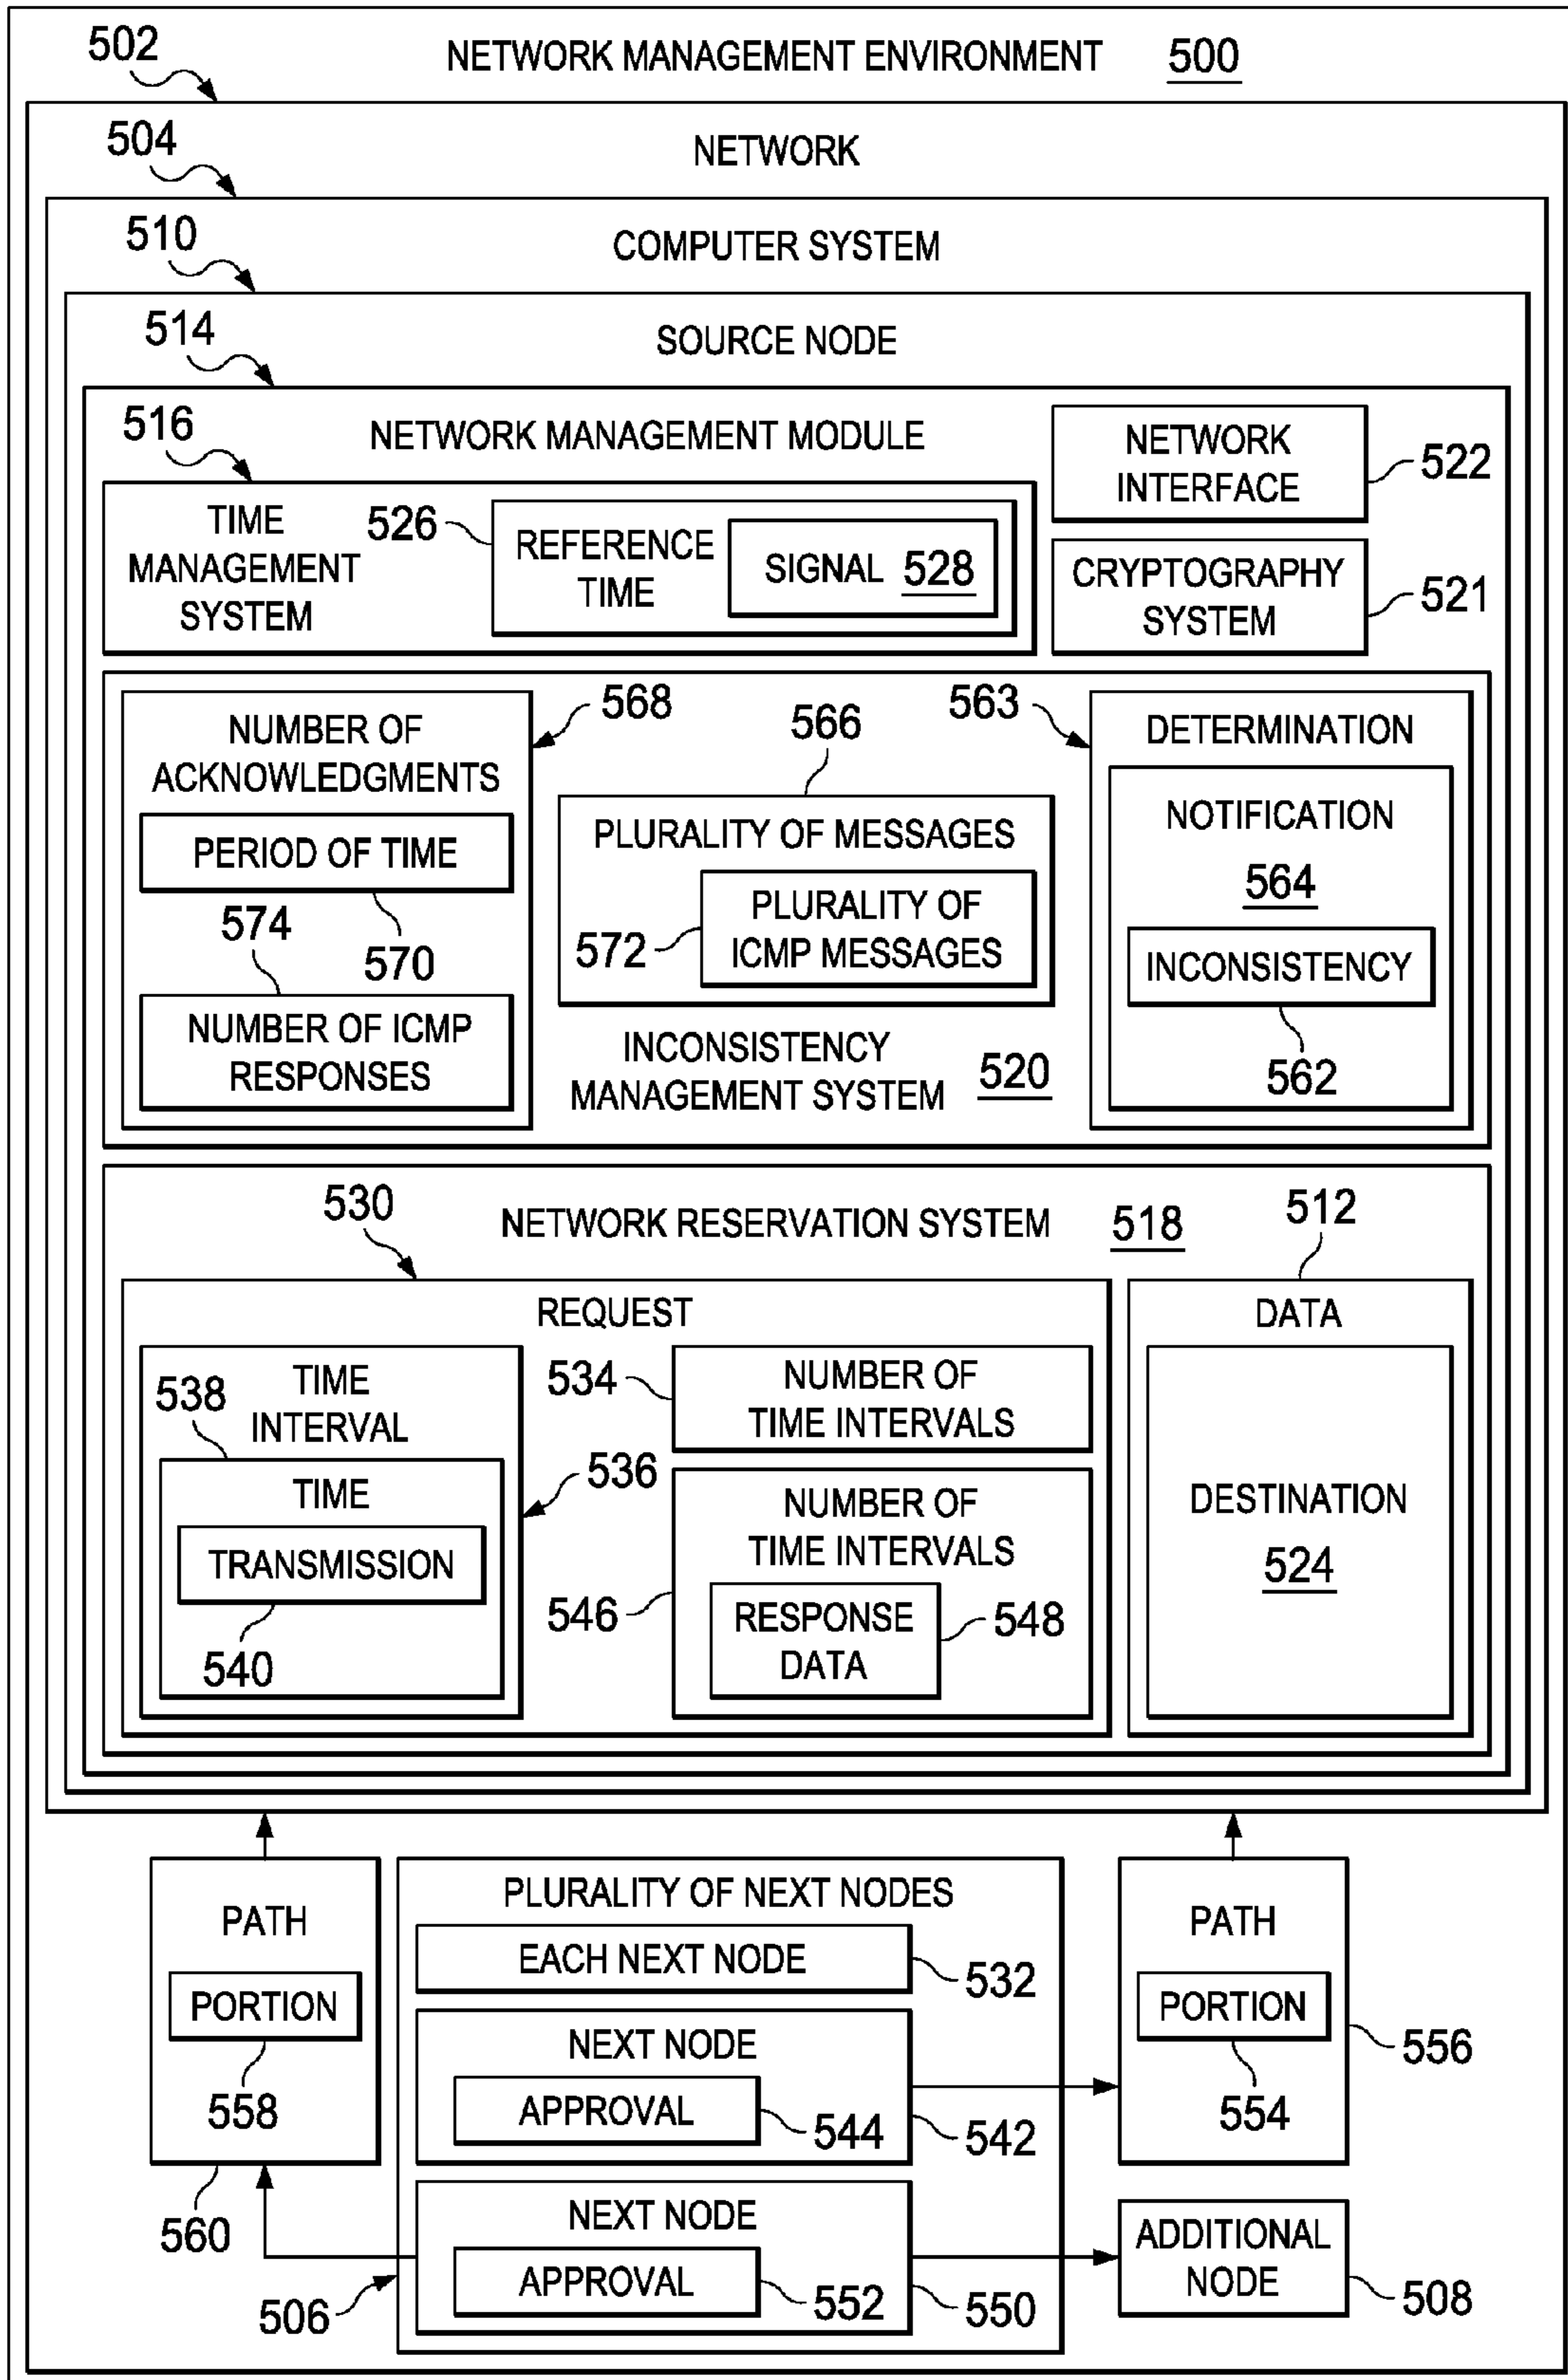 502
NETWORK MANAGEMENT ENVIRONMENT 500
504
NETWORK
510
COMPUTER SYSTEM
514
SOURCE NODE
516
NETWORK MANAGEMENT MODULE
NETWORK
INTERFACE
522
TIME
MANAGEMENT
SYSTEM
526
REFERENCE
TIME
SIGNAL 528
CRYPTOGRAPHY
SYSTEM
521
NUMBER OF
ACKNOWLEDGMENTS
568
PERIOD OF TIME
570
574
NUMBER OF ICMP
RESPONSES
566
PLURALITY OF MESSAGES
572
PLURALITY OF
ICMP MESSAGES
INCONSISTENCY
MANAGEMENT SYSTEM 520
563
DETERMINATION
NOTIFICATION
564
INCONSISTENCY
562
530
NETWORK RESERVATION SYSTEM 518
512
REQUEST
DATA
538
TIME
INTERVAL
536
TIME
TRANSMISSION
540
534
NUMBER OF
TIME INTERVALS
NUMBER OF
TIME INTERVALS
546
RESPONSE
DATA
548
DESTINATION
524
PATH
PORTION
558
560
PLURALITY OF NEXT NODES
EACH NEXT NODE
532
NEXT NODE
APPROVAL
544
542
NEXT NODE
APPROVAL
552
550
506
PATH
PORTION
554
556
ADDITIONAL
NODE
508